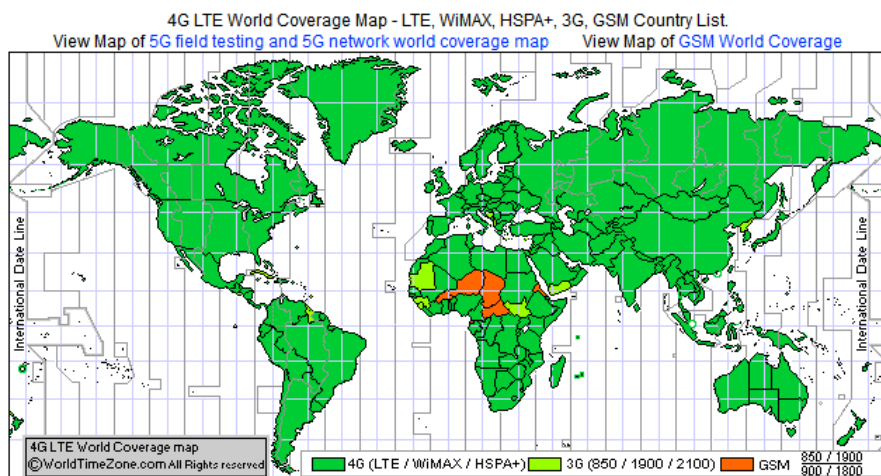 4G LTE World Coverage Map - LTE, WiMAX, HSPA+, 3G, GSM Country List.
View Map of 5G field testing and 5G network world coverage map View Map of GSM World Coverage
International Date Line
International Date Line
4G LTE World Coverage map
©WorldTimeZone.com All Rights reserved
4G (LTE / WiMAX / HSPA+)
3G (850 / 1900 / 2100)
GSM
850 / 1900
900 / 1800